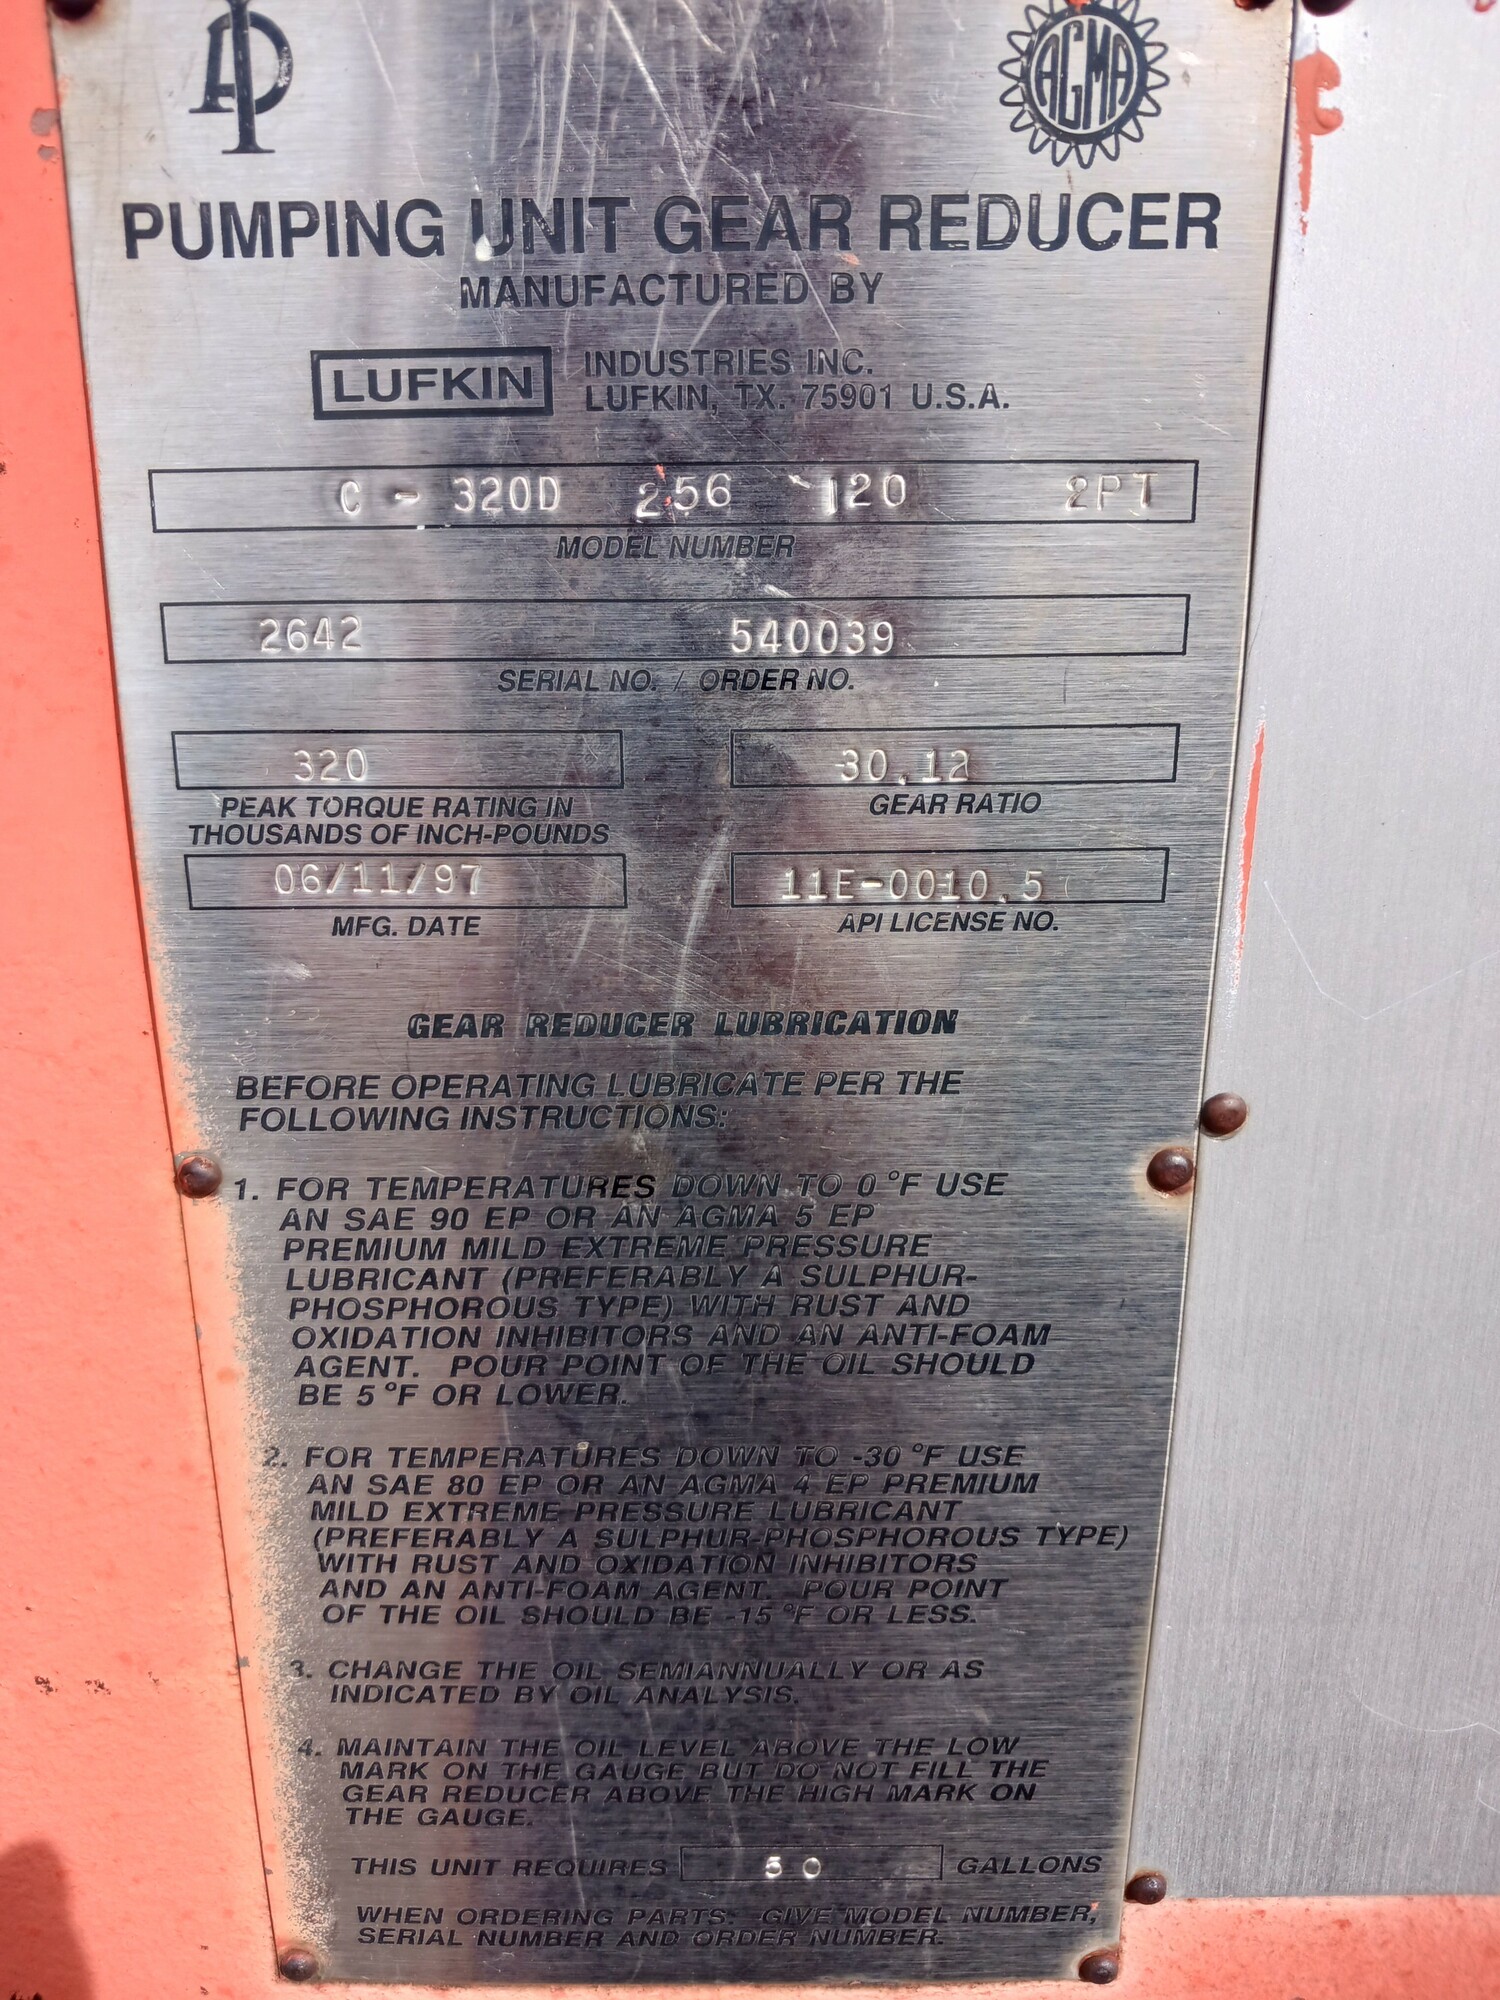 API
AGMA
PUMPING UNIT GEAR REDUCER
MANUFACTURED BY
LUFKIN INDUSTRIES INC.
LUFKIN, TX. 75901 U.S.A.
C - 320D 256 120 2PT
MODEL NUMBER
2642 540039
SERIAL NO. / ORDER NO.
320 30.12
PEAK TORQUE RATING IN GEAR RATIO
THOUSANDS OF INCH-POUNDS
06/11/97 11E-0010.5
MFG. DATE API LICENSE NO.
GEAR REDUCER LUBRICATION
BEFORE OPERATING LUBRICATE PER THE
FOLLOWING INSTRUCTIONS:
1. FOR TEMPERATURES DOWN TO 0 °F USE
AN SAE 90 EP OR AN AGMA 5 EP
PREMIUM MILD EXTREME PRESSURE
LUBRICANT (PREFERABLY A SULPHUR-
PHOSPHOROUS TYPE) WITH RUST AND
OXIDATION INHIBITORS AND AN ANTI-FOAM
AGENT. POUR POINT OF THE OIL SHOULD
BE 5 °F OR LOWER.
2. FOR TEMPERATURES DOWN TO -30 °F USE
AN SAE 80 EP OR AN AGMA 4 EP PREMIUM
MILD EXTREME PRESSURE LUBRICANT
(PREFERABLY A SULPHUR-PHOSPHOROUS TYPE)
WITH RUST AND OXIDATION INHIBITORS
AND AN ANTI-FOAM AGENT. POUR POINT
OF THE OIL SHOULD BE -15 °F OR LESS.
3. CHANGE THE OIL SEMIANNUALLY OR AS
INDICATED BY OIL ANALYSIS.
4. MAINTAIN THE OIL LEVEL ABOVE THE LOW
MARK ON THE GAUGE BUT DO NOT FILL THE
GEAR REDUCER ABOVE THE HIGH MARK ON
THE GAUGE.
THIS UNIT REQUIRES 50 GALLONS
WHEN ORDERING PARTS: GIVE MODEL NUMBER,
SERIAL NUMBER AND ORDER NUMBER.